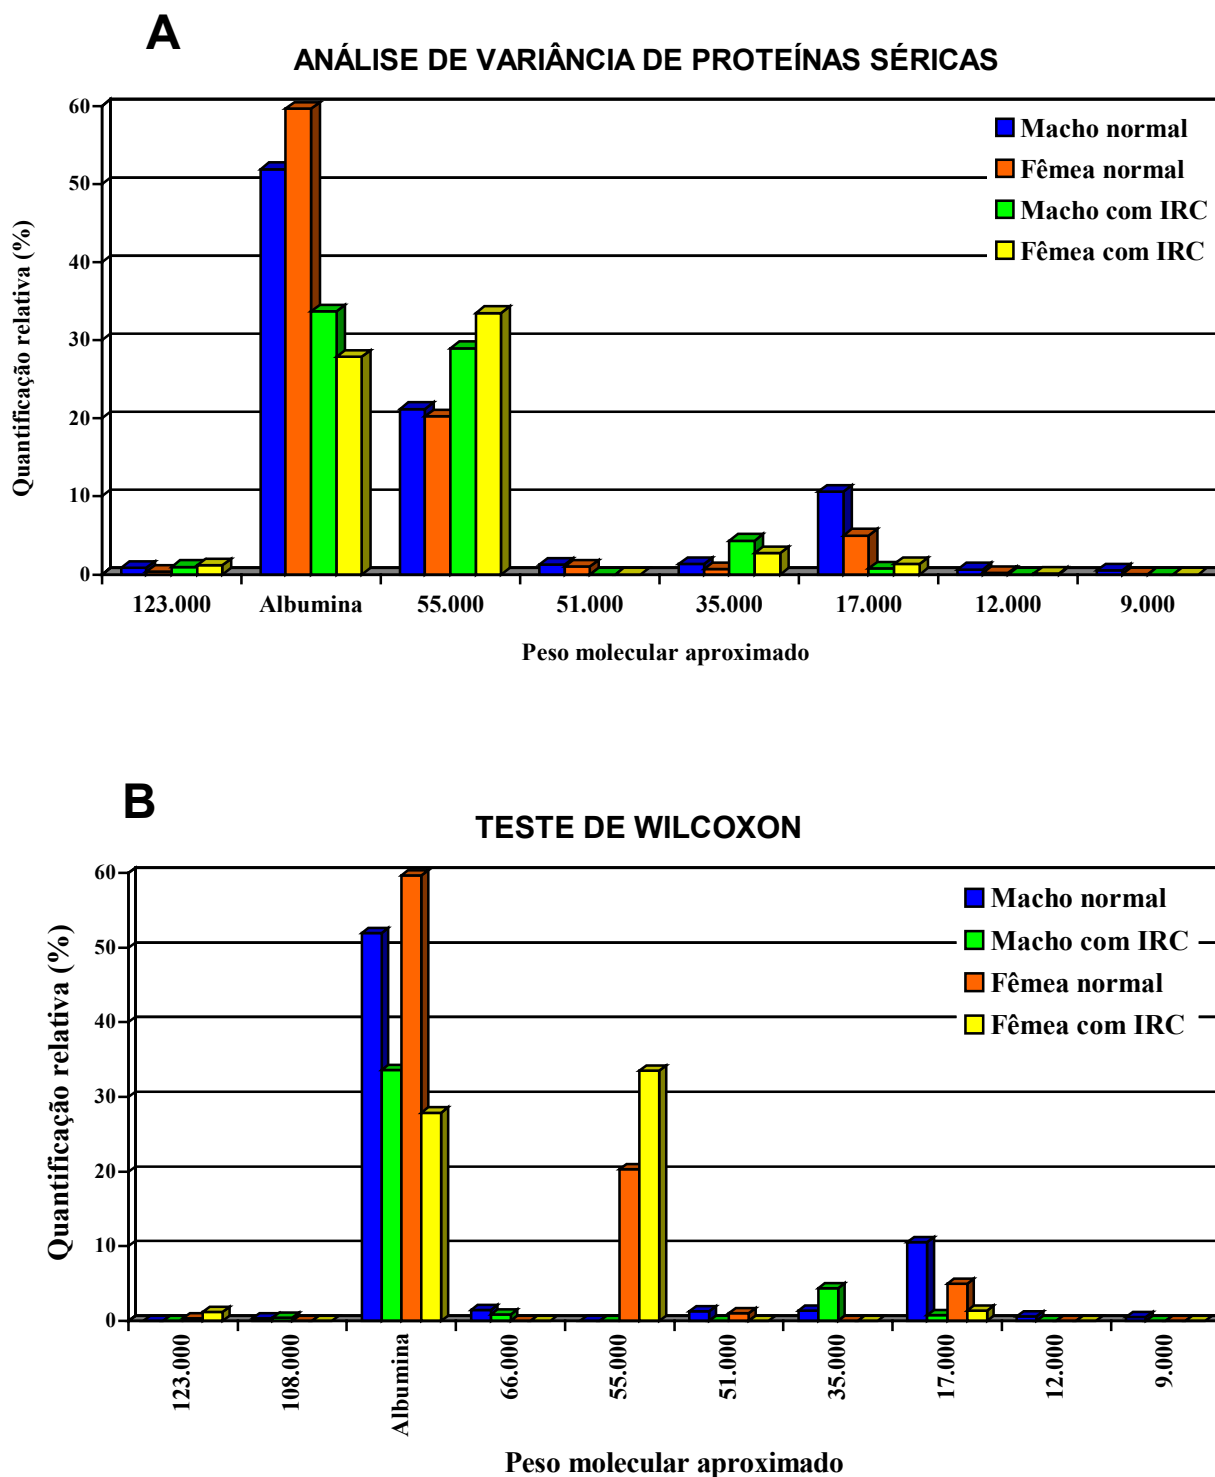 A
ANÁLISE DE VARIÂNCIA DE PROTEÍNAS SÉRICAS
Quantificação relativa (%)
60
50
40
30
20
10
0
Macho normal
Fêmea normal
Macho com IRC
Fêmea com IRC
123.000 Albumina 55.000 51.000 35.000 17.000 12.000 9.000
Peso molecular aproximado
B
TESTE DE WILCOXON
Quantificação relativa (%)
60
50
40
30
20
10
0
Macho normal
Macho com IRC
Fêmea normal
Fêmea com IRC
123.000
108.000
Albumina
66.000
55.000
51.000
35.000
17.000
12.000
9.000
Peso molecular aproximado